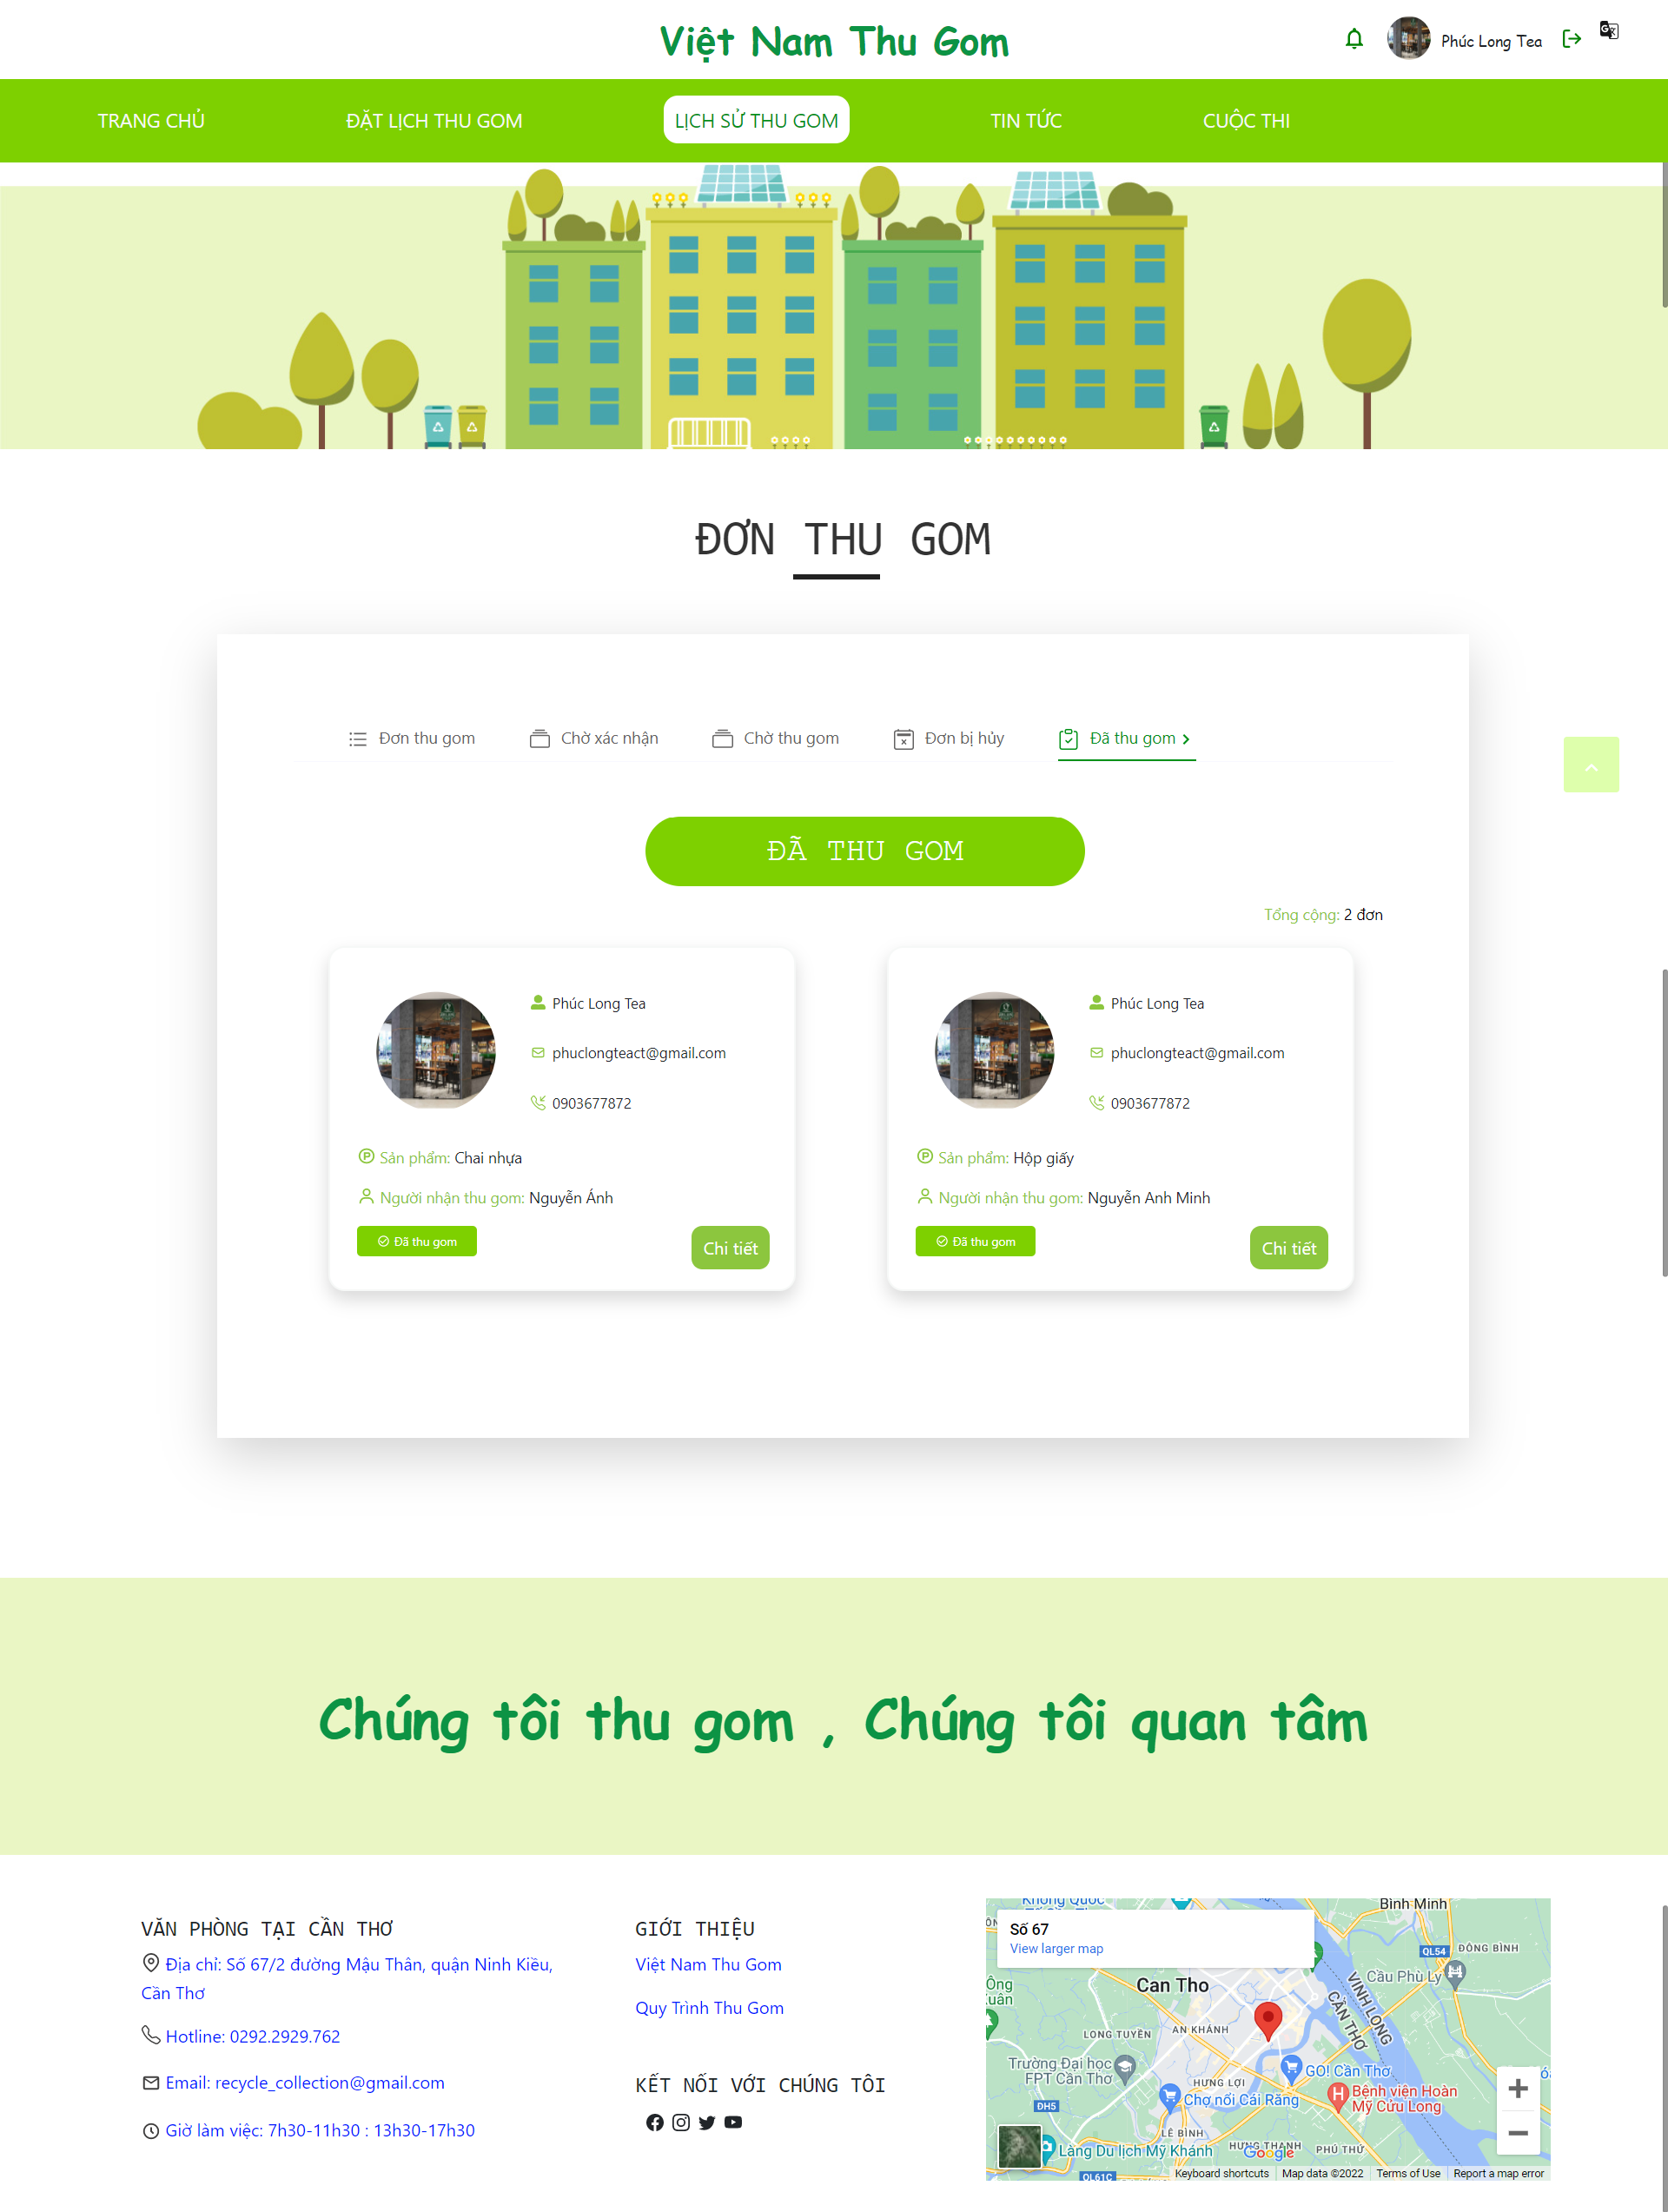 Việt Nam Thu Gom
Phúc Long Tea
TRANG CHỦ
ĐẶT LỊCH THU GOM
LỊCH SỬ THU GOM
TIN TỨC
CUỘC THI
ĐƠN THU GOM
Đơn thu gom
Chờ xác nhận
Chờ thu gom
Đơn bị hủy
Đã thu gom
ĐÃ THU GOM
Tổng cộng: 2 đơn
Phúc Long Tea
phuclongteact@gmail.com
0903677872
Sản phẩm: Chai nhựa
Người nhận thu gom: Nguyễn Ánh
Đã thu gom
Chi tiết
Phúc Long Tea
phuclongteact@gmail.com
0903677872
Sản phẩm: Hộp giấy
Người nhận thu gom: Nguyễn Anh Minh
Đã thu gom
Chi tiết
Chúng tôi thu gom , Chúng tôi quan tâm
VĂN PHÒNG TẠI CẦN THƠ
Địa chỉ: Số 67/2 đường Mậu Thân, quận Ninh Kiều,
Cần Thơ
Hotline: 0292.2929.762
Email: recycle_collection@gmail.com
Giờ làm việc: 7h30-11h30 : 13h30-17h30
GIỚI THIỆU
Việt Nam Thu Gom
Quy Trình Thu Gom
KẾT NỐI VỚI CHÚNG TÔI
Số 67
View larger map
Bình Minh
QL54
ĐÔNG BÌNH
Cầu Phù Ly
Can Tho
VINH LONG
CẦN THƠ
LONG TUYỀN
AN KHÁNH
Trường Đại học
FPT Cần Thơ
HƯNG LỢI
GO! Cần Thơ
Bệnh viện Hoàn
Mỹ Cửu Long
Chợ nổi Cái Răng
ĐH5
LÊ BÌNH
Làng Du lịch Mỹ Khánh
HƯNG THẠNH
PHÚ THỨ
Google
QL61C
Keyboard shortcuts
Map data ©2022
Terms of Use
Report a map error